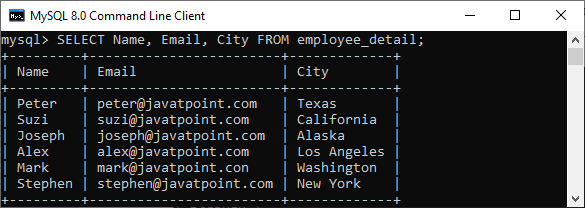 MySQL 8.0 Command Line Client
mysql> SELECT Name, Email, City FROM employee_detail;
+---------+-----------------------+-------------+
| Name    | Email                 | City        |
+---------+-----------------------+-------------+
| Peter   | peter@javatpoint.com  | Texas       |
| Suzi    | suzi@javatpoint.com   | California  |
| Joseph  | joseph@javatpoint.com | Alaska      |
| Alex    | alex@javatpoint.com   | Los Angeles |
| Mark    | mark@javatpoint.con   | Washington  |
| Stephen | stephen@javatpoint.com | New York    |
+---------+-----------------------+-------------+